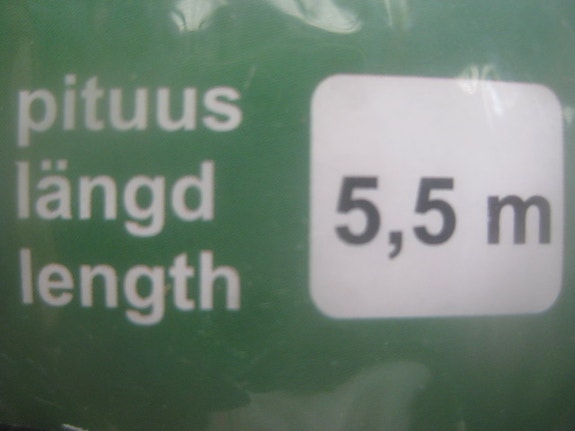 pituus
längd
length
5,5 m